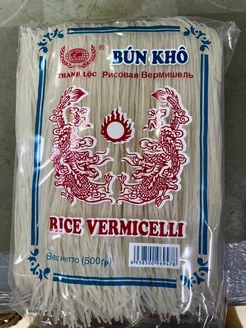 BÚN KHÔ
THANH LỘC Рисовая Вермишель
RICE VERMICELLI
Вес нетто (500гр)